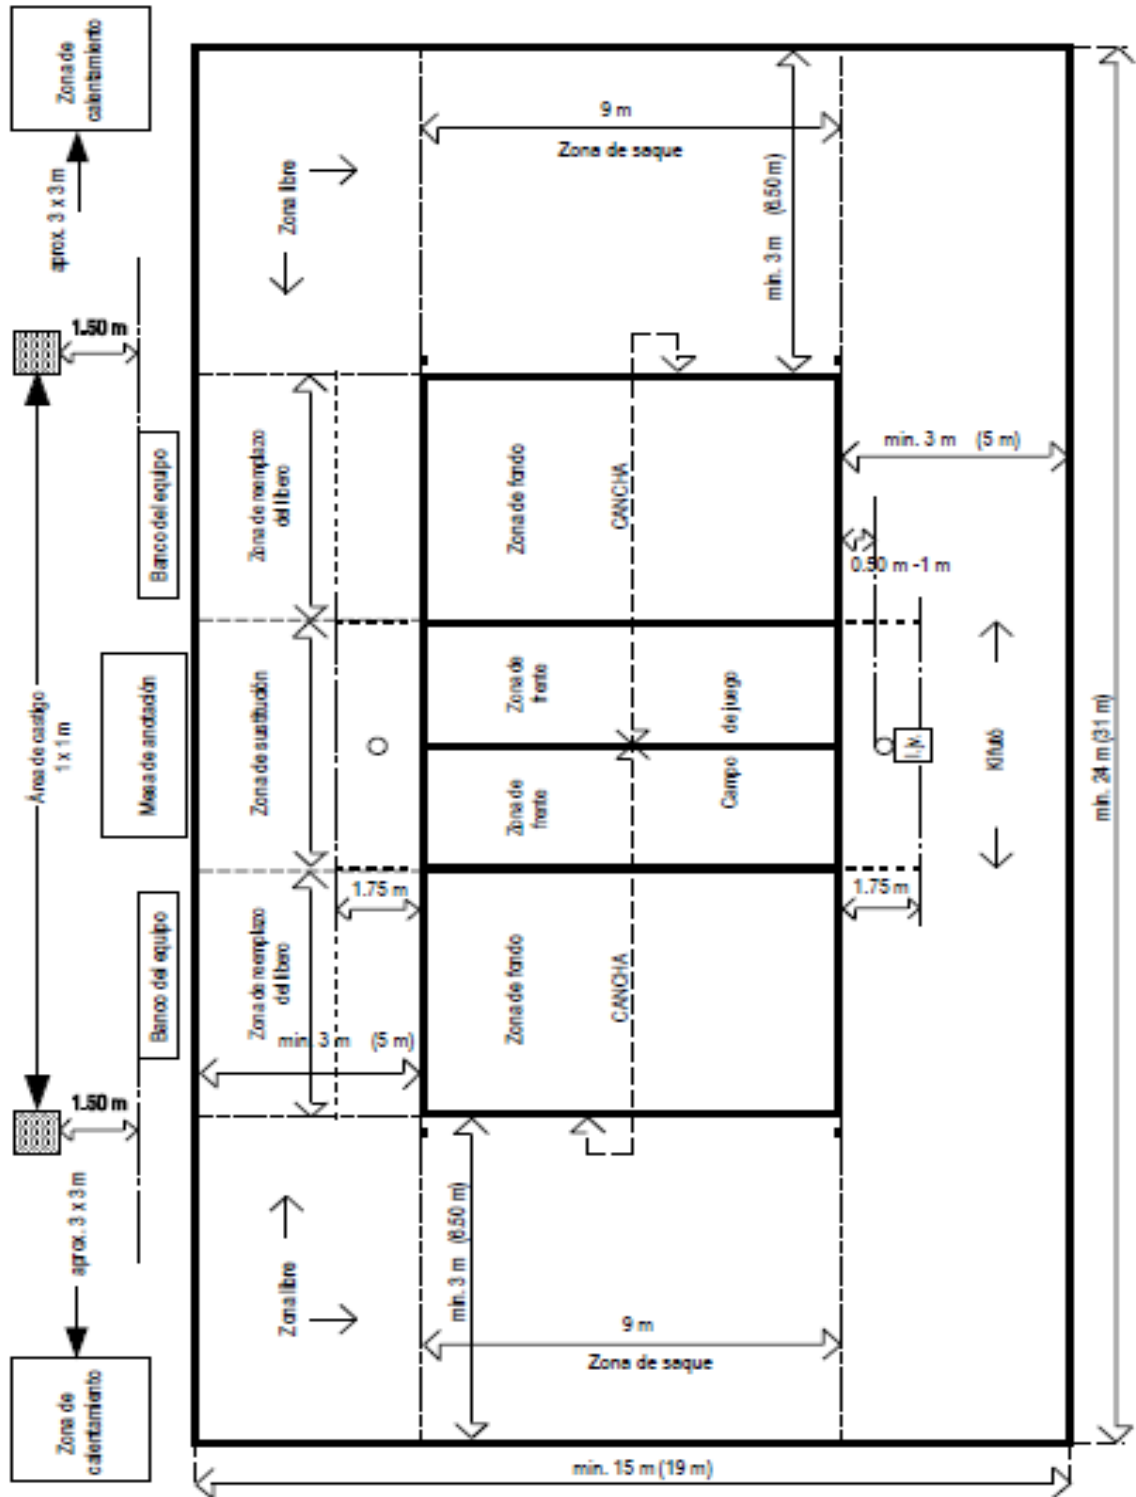 Zona de
calentamiento
aprox. 3 x 3 m
9 m
Zona de saque
Zona libre
min. 3 m (6.50 m)
1.50 m
Área de castigo
1 x 1 m
Banco del equipo
Zona de reemplazo
del líbero
Zona de fondo
CANCHA
min. 3 m (5 m)
0.50 m -1 m
Mesa de anotación
Zona de sustitución
Zona de
frente
de juego
Zona de
frente
Campo
I. jv.
Kifutó
min. 24 m (31 m)
1.75 m
1.75 m
Banco del equipo
Zona de reemplazo
del líbero
Zona de fondo
CANCHA
min. 3 m (5 m)
1.50 m
aprox. 3 x 3 m
Zona libre
min. 3 m (6.50 m)
9 m
Zona de saque
Zona de
calentamiento
min. 15 m (19 m)